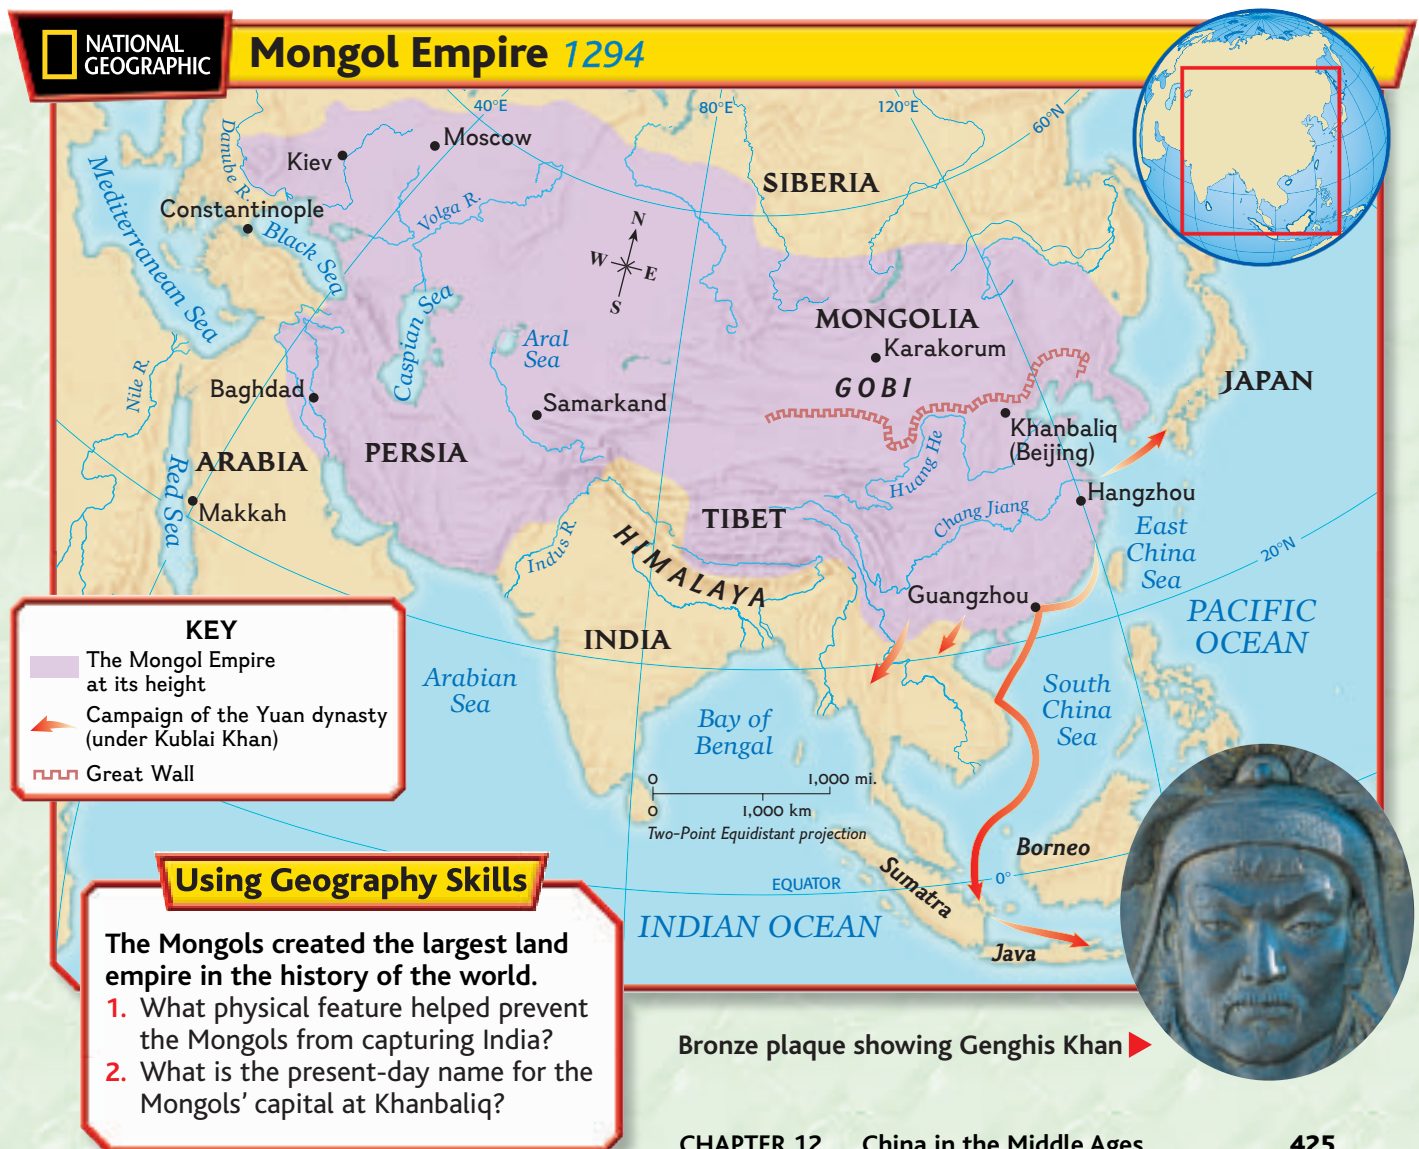 NATIONAL
GEOGRAPHIC
Mongol Empire 1294
40°E
80°E
120°E
60°N
Moscow
Kiev
Danube R.
SIBERIA
Mediterranean Sea
Constantinople
Volga R.
Black Sea
N
W
E
S
Caspian Sea
Aral
Sea
MONGOLIA
Karakorum
GOBI
JAPAN
Nile R.
Baghdad
Samarkand
Khanbaliq
(Beijing)
PERSIA
ARABIA
Huang He
Red Sea
Makkah
Hangzhou
TIBET
Chang Jiang
East
China
Sea
20°N
Indus R.
HIMALAYA
Guangzhou
PACIFIC
OCEAN
INDIA
Arabian
Sea
South
China
Sea
Bay of
Bengal
KEY
The Mongol Empire
at its height
Campaign of the Yuan dynasty
(under Kublai Khan)
Great Wall
0
1,000 mi.
0
1,000 km
Two-Point Equidistant projection
Borneo
Sumatra
EQUATOR
0°
INDIAN OCEAN
Java
Using Geography Skills
The Mongols created the largest land
empire in the history of the world.
1. What physical feature helped prevent
the Mongols from capturing India?
2. What is the present-day name for the
Mongols' capital at Khanbaliq?
Bronze plaque showing Genghis Khan
CHAPTER 12 China in the Middle Ages 425